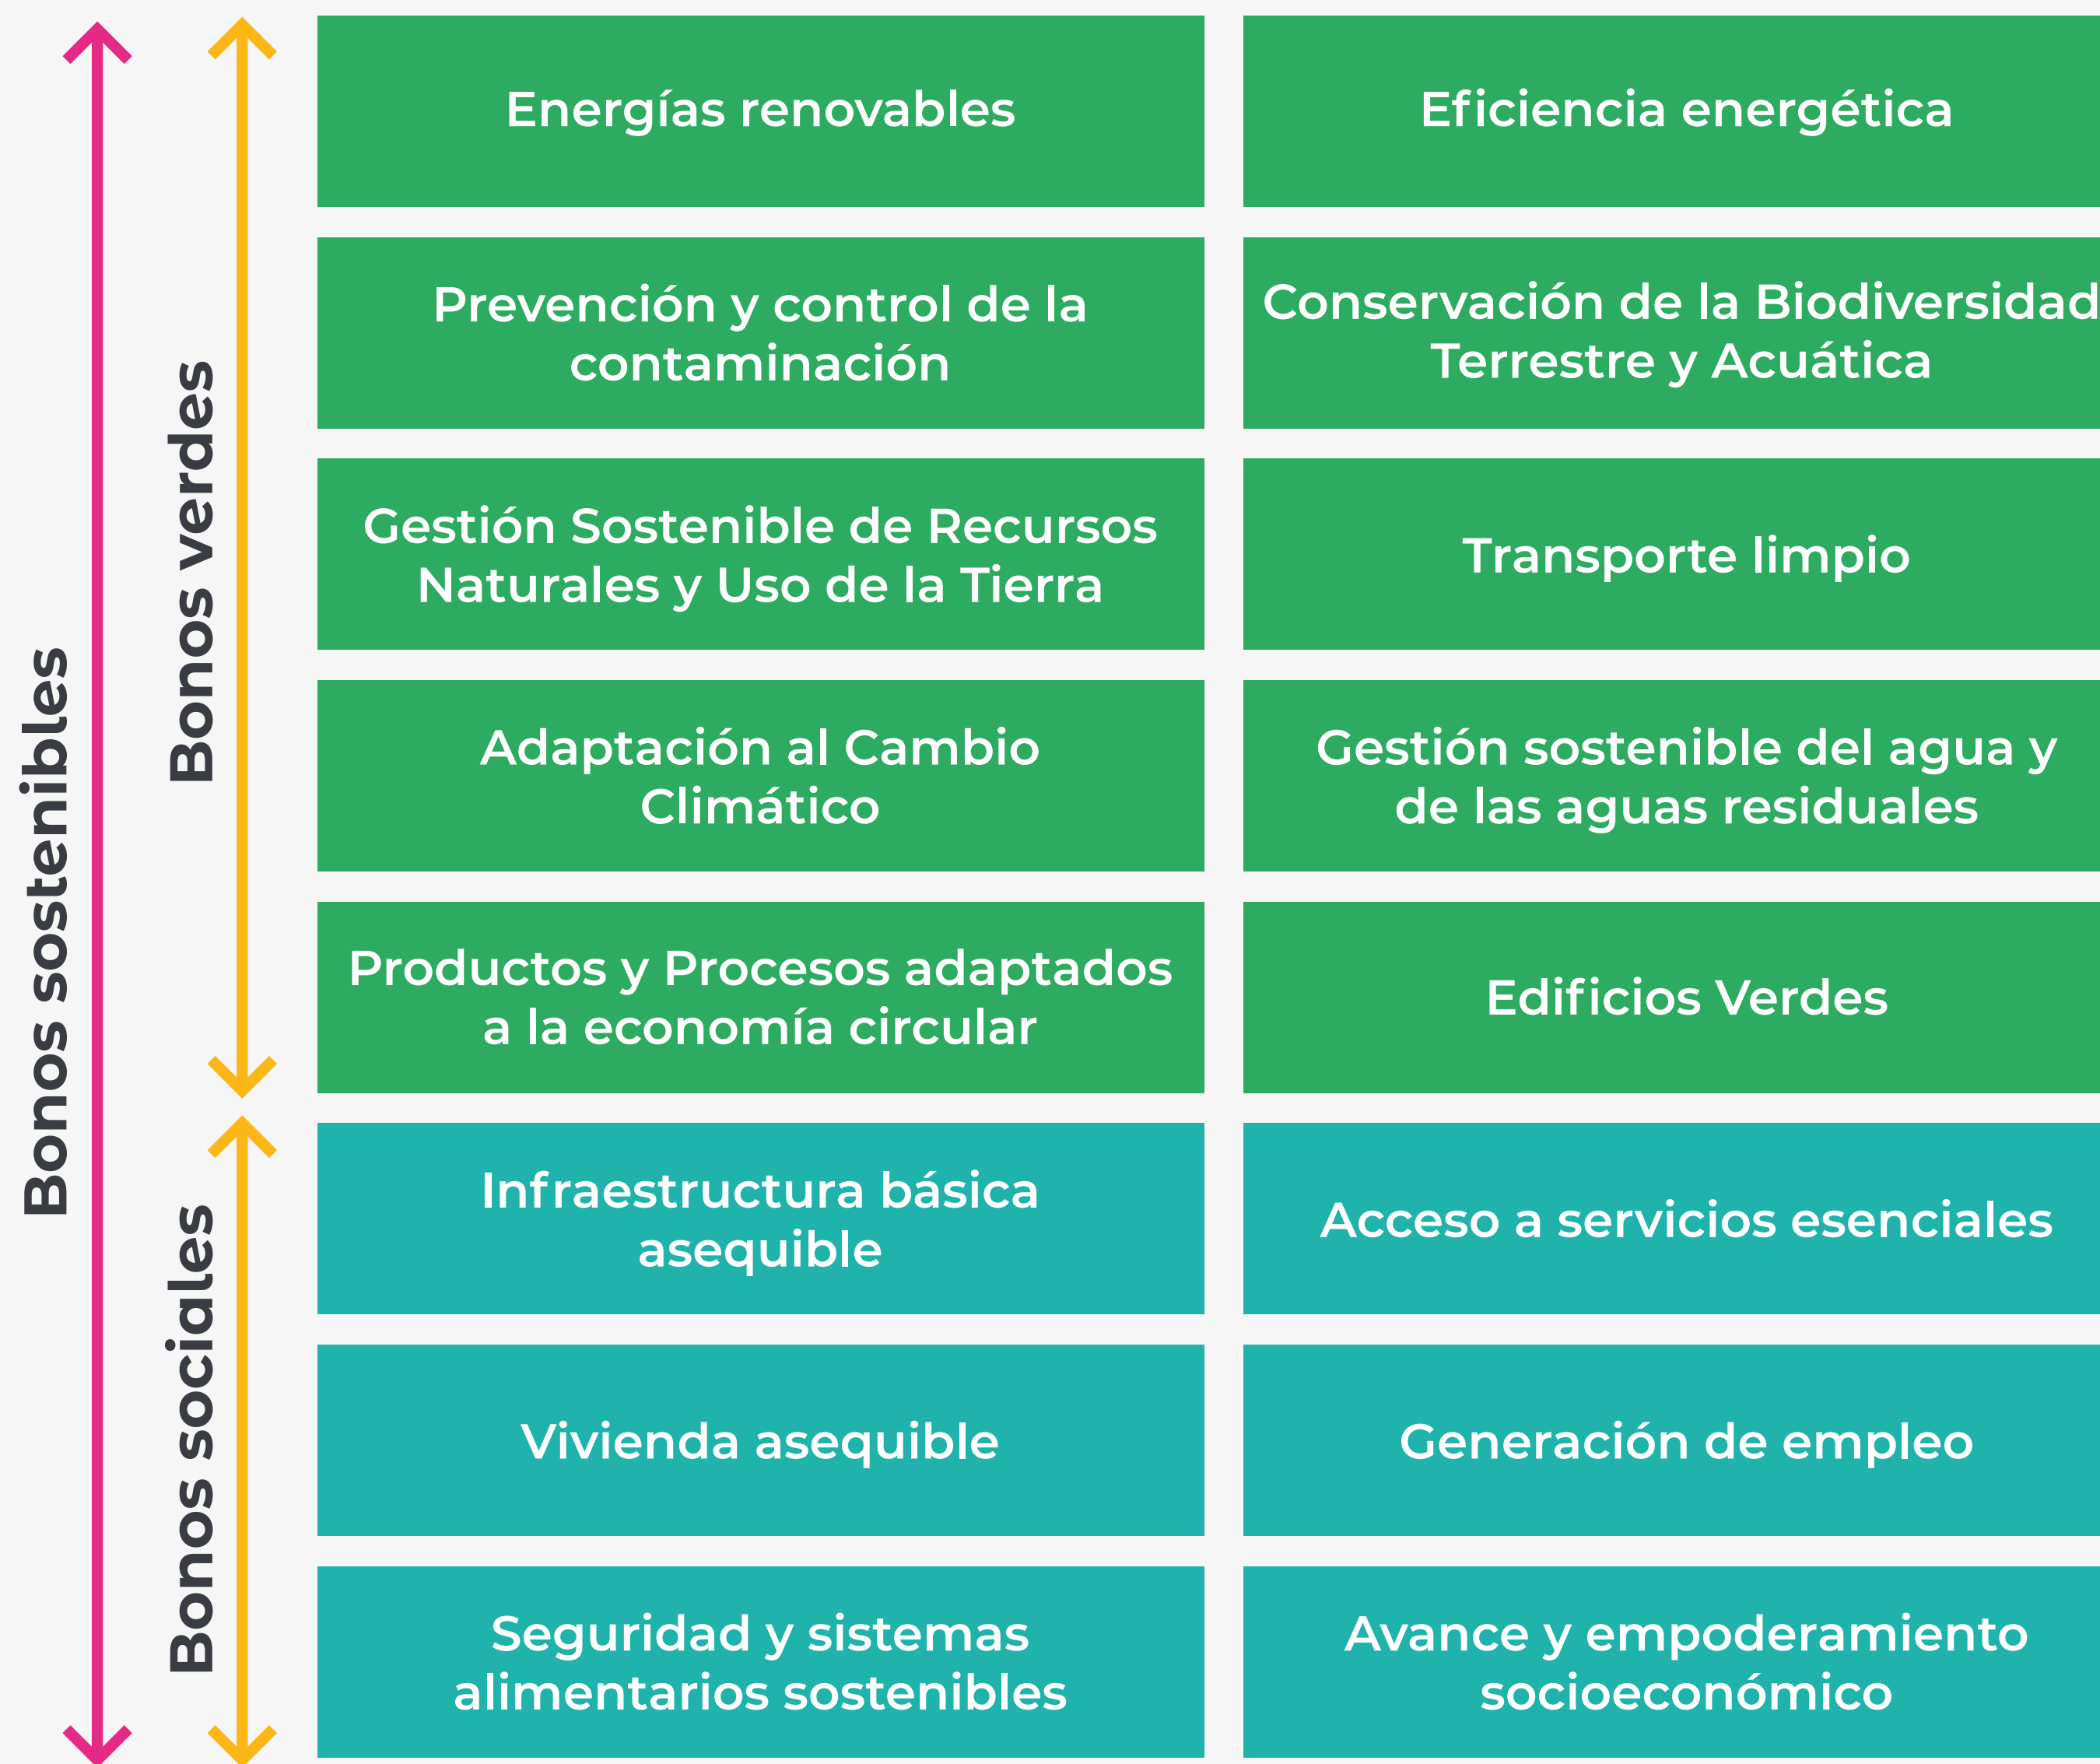 Bonos sostenibles
Bonos verdes
Energías renovables
Eficiencia energética
Prevención y control de la
contaminación
Conservación de la Biodiversidad
Terrestre y Acuática
Gestión Sostenible de Recursos
Naturales y Uso de la Tierra
Transporte limpio
Adaptación al Cambio
Climático
Gestión sostenible del agua y
de las aguas residuales
Productos y Procesos adaptados
a la economía circular
Edificios Verdes
Bonos sociales
Infraestructura básica
asequible
Acceso a servicios esenciales
Vivienda asequible
Generación de empleo
Seguridad y sistemas
alimentarios sostenibles
Avance y empoderamiento
socioeconómico